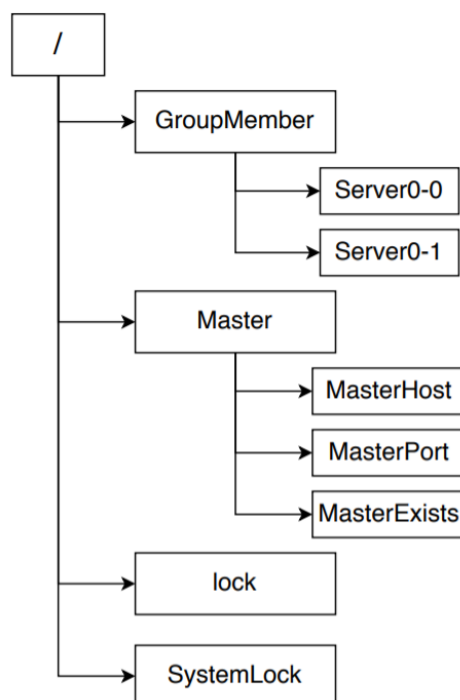 /
GroupMember
Server0-0
Server0-1
Master
MasterHost
MasterPort
MasterExists
lock
SystemLock